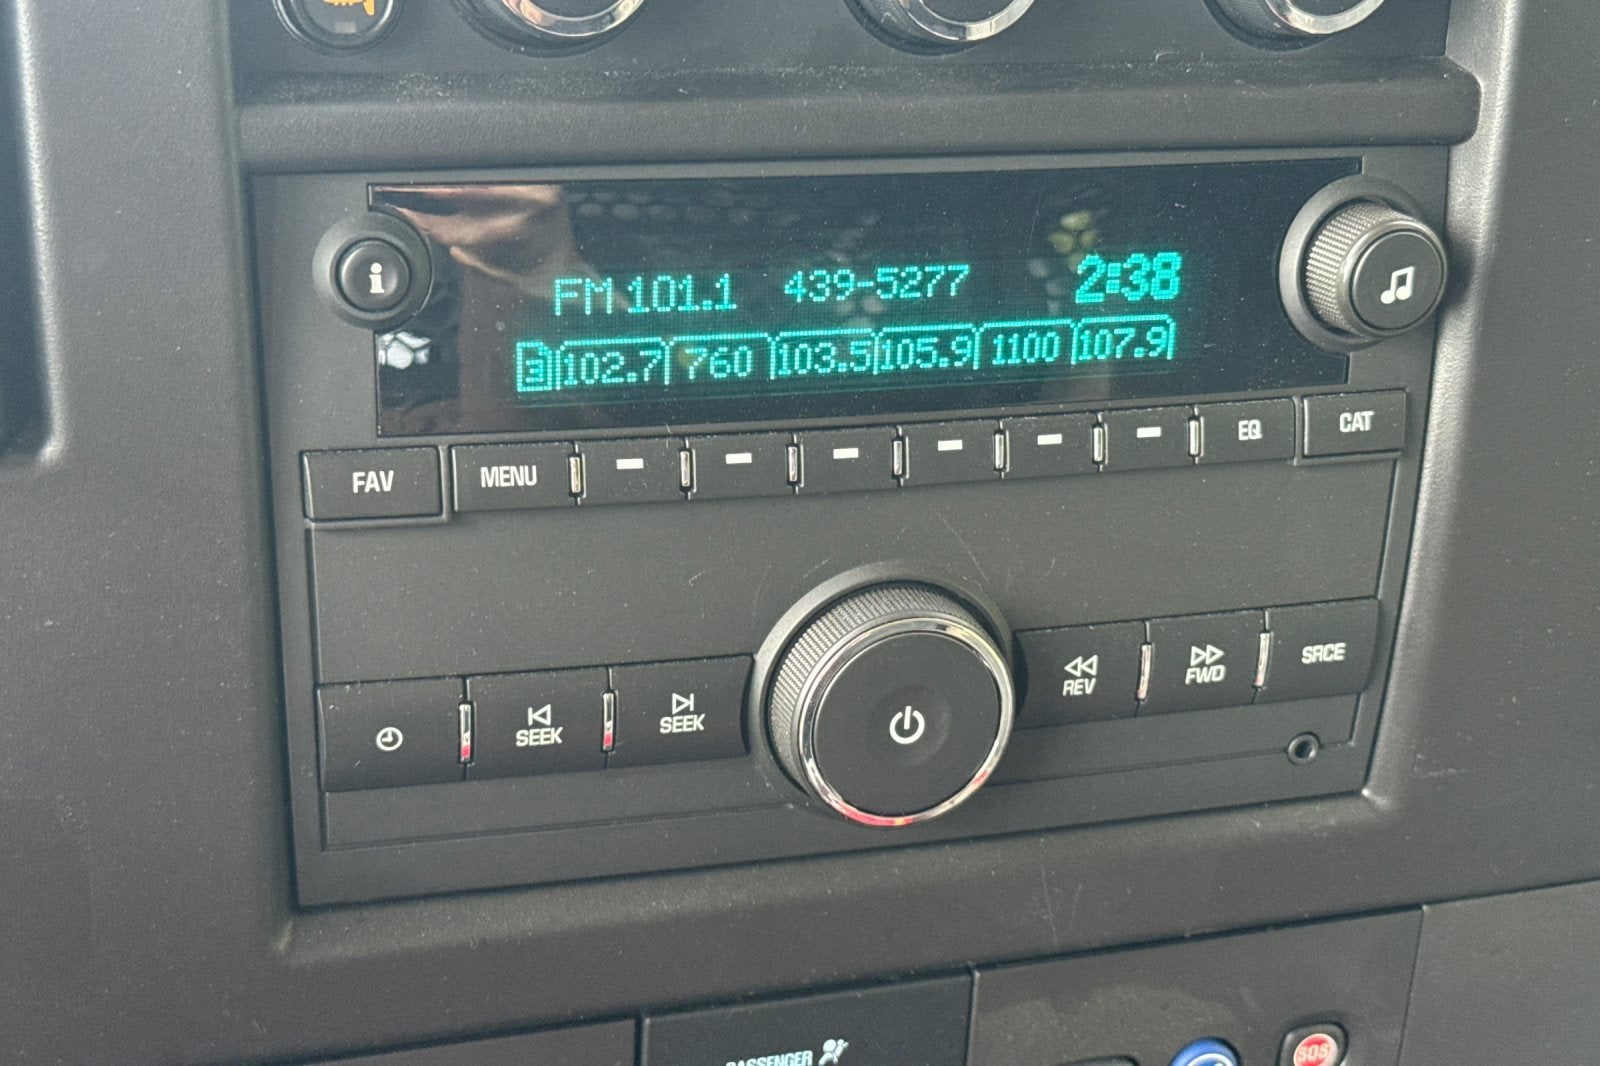 i
FM 101.1 439-5277 2:38
3 102.7 760 103.5 105.9 1100 107.9
FAV MENU EQ CAT
SEEK SEEK REV FWD SRCE
PASSENGER SOS